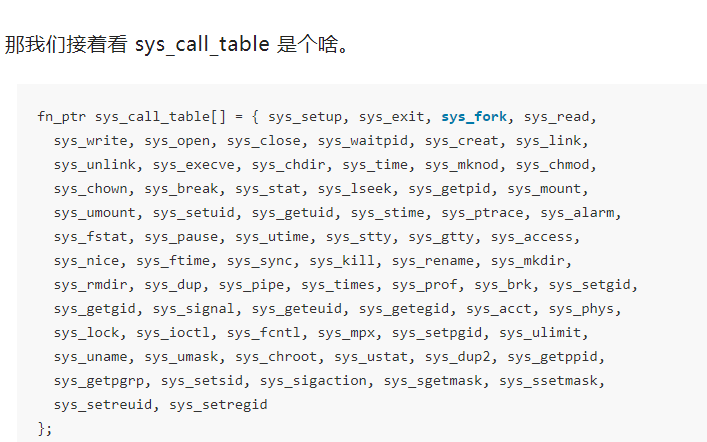 那我们接着看 sys_call_table 是个啥。
fn_ptr sys_call_table[] = { sys_setup, sys_exit, sys_fork, sys_read,
sys_write, sys_open, sys_close, sys_waitpid, sys_creat, sys_link,
sys_unlink, sys_execve, sys_chdir, sys_time, sys_mknod, sys_chmod,
sys_chown, sys_break, sys_stat, sys_lseek, sys_getpid, sys_mount,
sys_umount, sys_setuid, sys_getuid, sys_stime, sys_ptrace, sys_alarm,
sys_fstat, sys_pause, sys_utime, sys_stty, sys_gtty, sys_access,
sys_nice, sys_ftime, sys_sync, sys_kill, sys_rename, sys_mkdir,
sys_rmdir, sys_dup, sys_pipe, sys_times, sys_prof, sys_brk, sys_setgid,
sys_getgid, sys_signal, sys_geteuid, sys_getegid, sys_acct, sys_phys,
sys_lock, sys_ioctl, sys_fcntl, sys_mpx, sys_setpgid, sys_ulimit,
sys_uname, sys_umask, sys_chroot, sys_ustat, sys_dup2, sys_getppid,
sys_getpgrp, sys_setsid, sys_sigaction, sys_sgetmask, sys_ssetmask,
sys_setreuid, sys_setregid
};